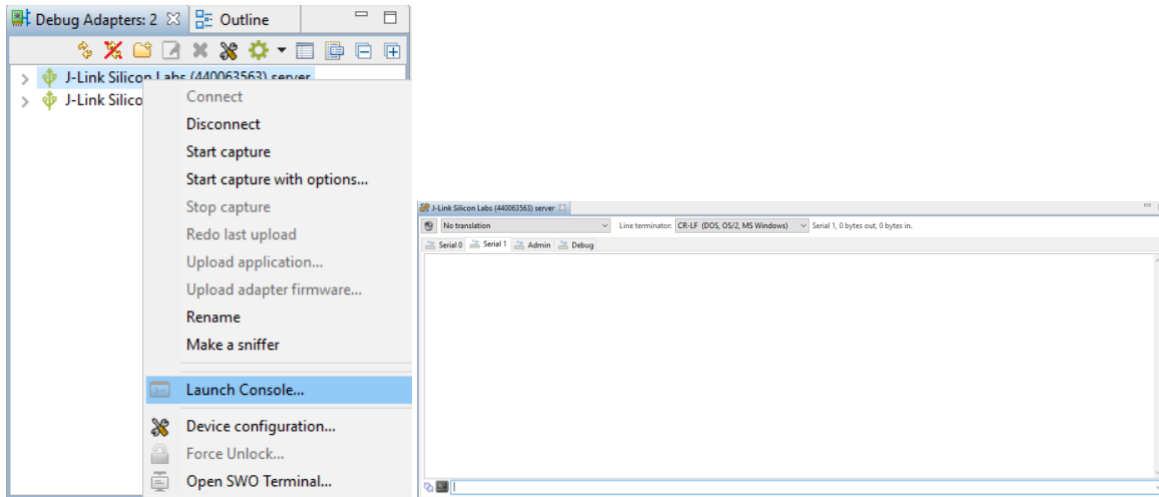 Debug Adapters: 2
Outline
J-Link Silicon Labs (440063563) server
J-Link Silico
Connect
Disconnect
Start capture
Start capture with options...
Stop capture
Redo last upload
Upload application...
Upload adapter firmware...
Rename
Make a sniffer
Launch Console...
Device configuration...
Force Unlock...
Open SWO Terminal...
J-Link Silicon Labs (440063563) server
No translation
Line terminator: CR-LF (DOS, OS/2, MS Windows) Serial 1, 0 bytes out, 0 bytes in.
Serial 0 Serial 1 Admin Debug